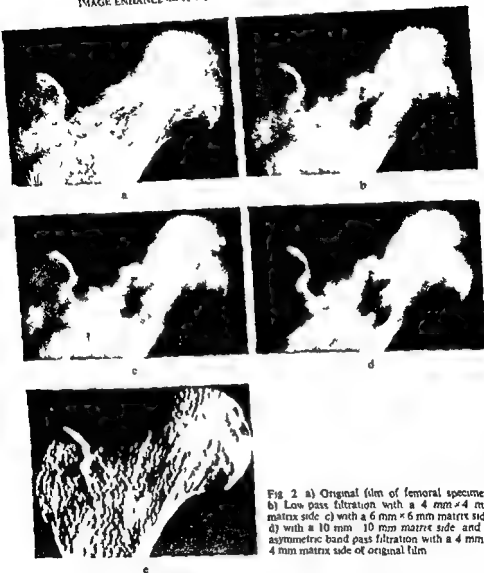 IMAGE ENHANCE
a
b
c
d
e
Fig 2 a) Original film of femoral specime
b) Low pass filtration with a 4 mm × 4 m
matrix side c) with a 6 mm × 6 mm matrix sid
d) with a 10 mm 10 mm matrix side and
asymmetric band pass filtration with a 4 mm
4 mm matrix side of original film